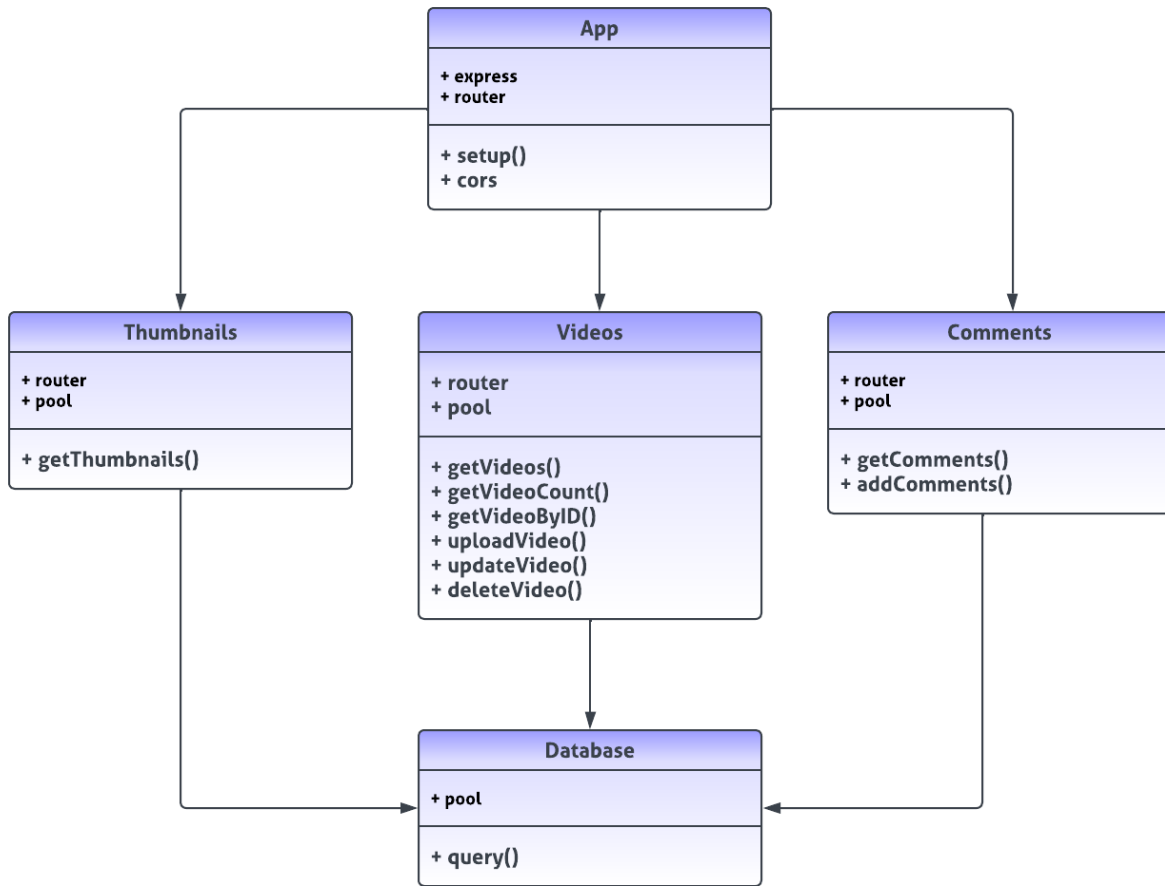 App
+ express
+ router
+ setup()
+ cors
Thumbnails
+ router
+ pool
+ getThumbnails()
Videos
+ router
+ pool
+ getVideos()
+ getVideoCount()
+ getVideoByID()
+ uploadVideo()
+ updateVideo()
+ deleteVideo()
Comments
+ router
+ pool
+ getComments()
+ addComments()
Database
+ pool
+ query()